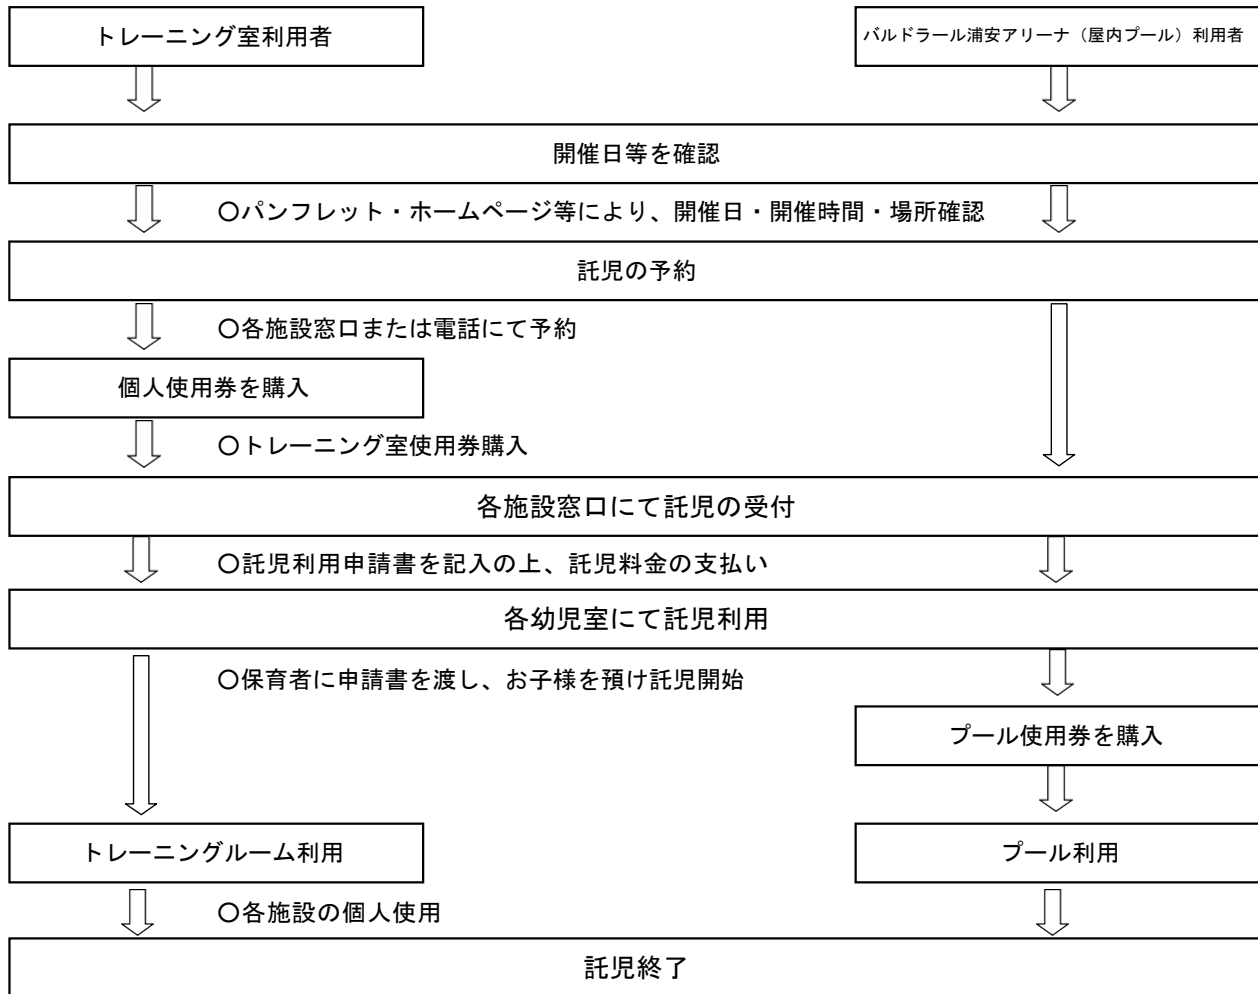 トレーニング室利用者
バルドラール浦安アリーナ（屋内プール）利用者
開催日等を確認
〇パンフレット・ホームページ等により、開催日・開催時間・場所確認
託児の予約
〇各施設窓口または電話にて予約
個人使用券を購入
〇トレーニング室使用券購入
各施設窓口にて託児の受付
〇託児利用申請書を記入の上、託児料金の支払い
各幼児室にて託児利用
〇保育者に申請書を渡し、お子様を預け託児開始
プール使用券を購入
トレーニングルーム利用
プール利用
〇各施設の個人使用
託児終了